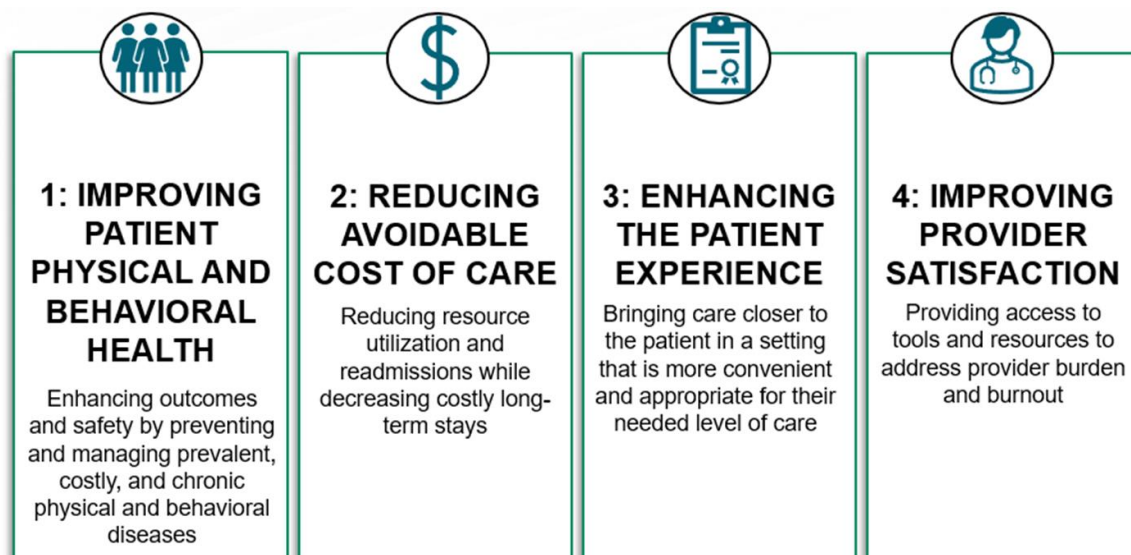 1: IMPROVING
PATIENT
PHYSICAL AND
BEHAVIORAL
HEALTH
Enhancing outcomes
and safety by preventing
and managing prevalent,
costly, and chronic
physical and behavioral
diseases
2: REDUCING
AVOIDABLE
COST OF CARE
Reducing resource
utilization and
readmissions while
decreasing costly long-
term stays
3: ENHANCING
THE PATIENT
EXPERIENCE
Bringing care closer to
the patient in a setting
that is more convenient
and appropriate for their
needed level of care
4: IMPROVING
PROVIDER
SATISFACTION
Providing access to
tools and resources to
address provider burden
and burnout